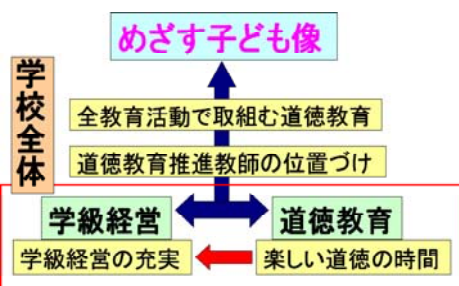 めざす子ども像
学校全体
全教育活動で取組む道徳教育
道徳教育推進教師の位置づけ
学級経営
道徳教育
学級経営の充実
楽しい道徳の時間